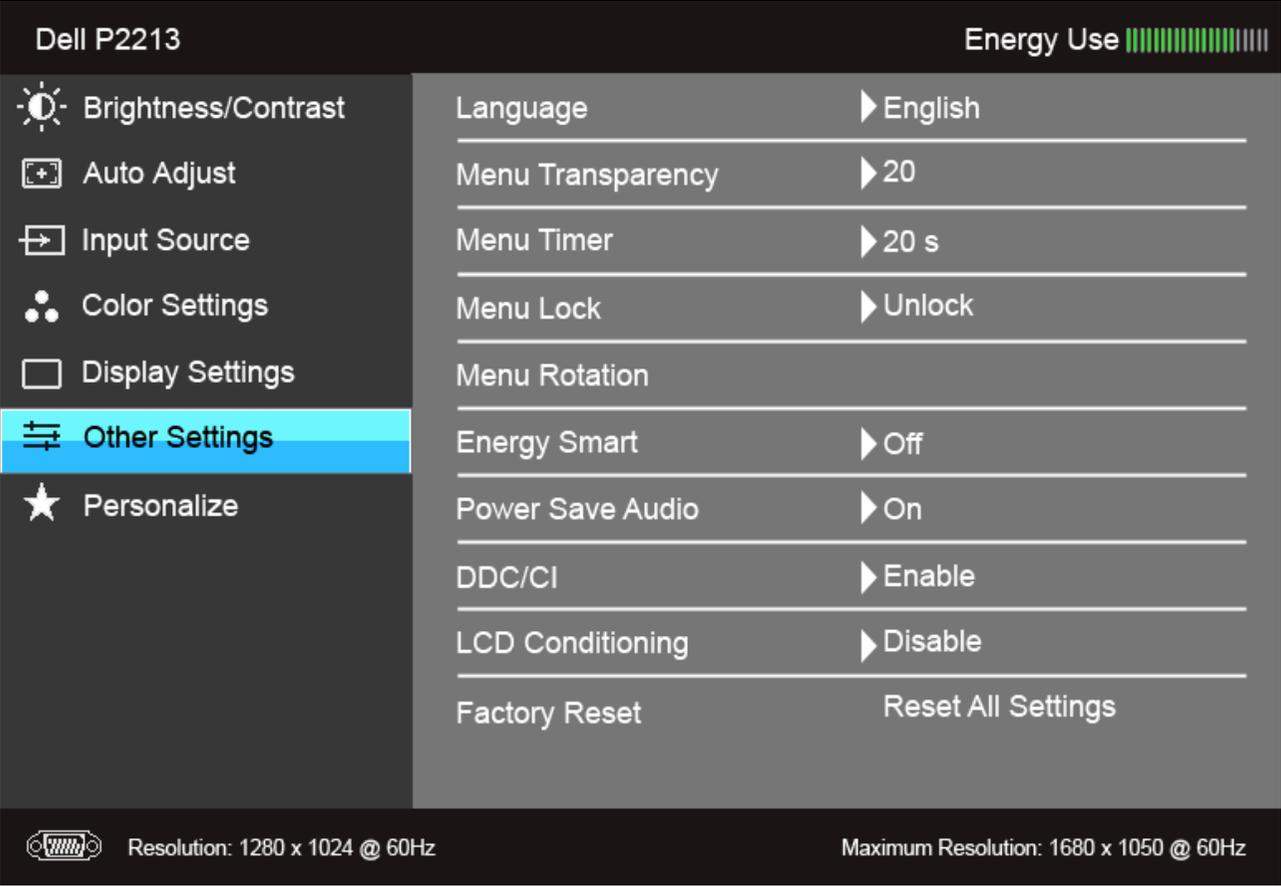 Dell P2213
Energy Use
Brightness/Contrast
Auto Adjust
Input Source
Color Settings
Display Settings
Other Settings
Personalize
Language English
Menu Transparency 20
Menu Timer 20 s
Menu Lock Unlock
Menu Rotation
Energy Smart Off
Power Save Audio On
DDC/CI Enable
LCD Conditioning Disable
Factory Reset Reset All Settings
Resolution: 1280 x 1024 @ 60Hz
Maximum Resolution: 1680 x 1050 @ 60Hz